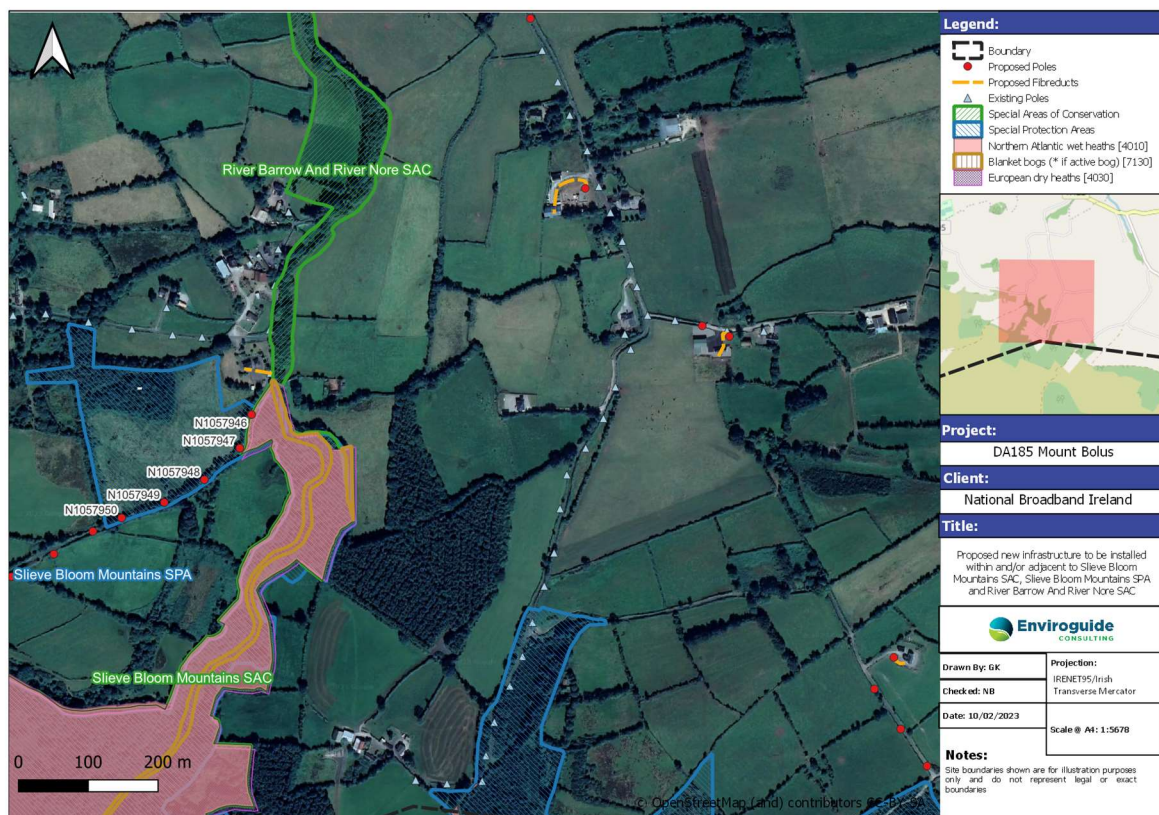 River Barrow And River Nore SAC
N1057946
N1057947
N1057948
N1057949
N1057950
Slieve Bloom Mountains SPA
Slieve Bloom Mountains SAC
0 100 200 m
© OpenStreetMap (and) contributors CC-BY-SA
Legend:
Boundary
Proposed Poles
Proposed Fibreducts
Existing Poles
Special Areas of Conservation
Special Protection Areas
Northern Atlantic wet heaths [4010]
Blanket bogs (* if active bog) [7130]
European dry heaths [4030]
Project:
DA185 Mount Bolus
Client:
National Broadband Ireland
Title:
Proposed new infrastructure to be installed
within and/or adjacent to Slieve Bloom
Mountains SAC, Slieve Bloom Mountains SPA
and River Barrow And River Nore SAC
Enviroguide
CONSULTING
Drawn By: GK
Checked: NB
Date: 10/02/2023
Projection:
IRENET95/Irish
Transverse Mercator
Scale @ A4: 1:5678
Notes:
Site boundaries shown are for illustration purposes
only and do not represent legal or exact
boundaries